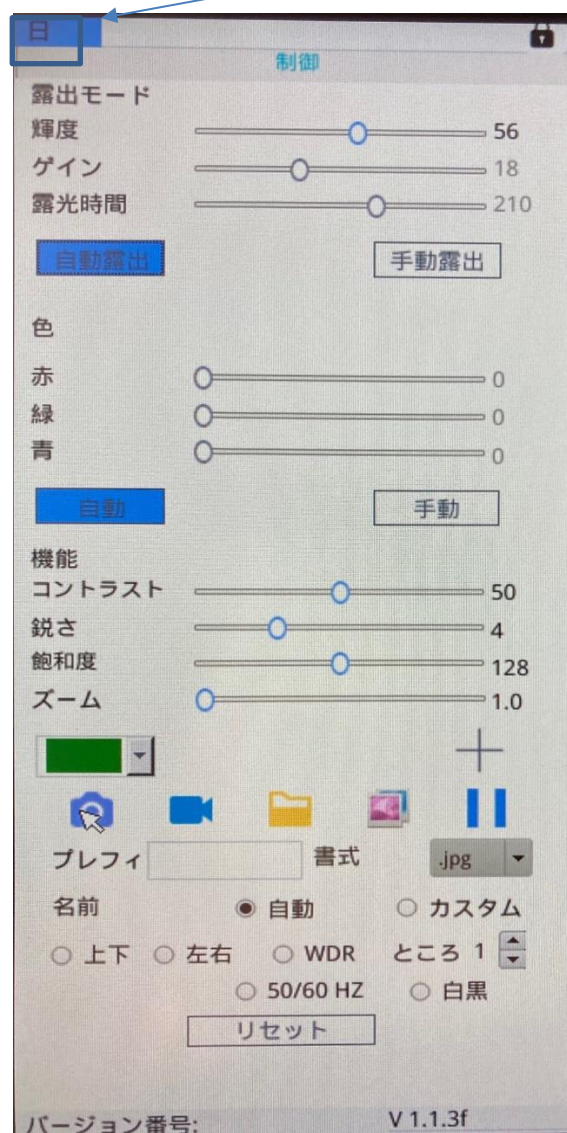 日
制御
露出モード
輝度 56
ゲイン 18
露光時間 210
自動露出 手動露出
色
赤 0
緑 0
青 0
自動 手動
機能
コントラスト 50
鋭さ 4
飽和度 128
ズーム 1.0
プレフィ 書式 .jpg
名前 自動 カスタム
上下 左右 WDR ところ 1
50/60 HZ 白黒
リセット
バージョン番号: V 1.1.3f